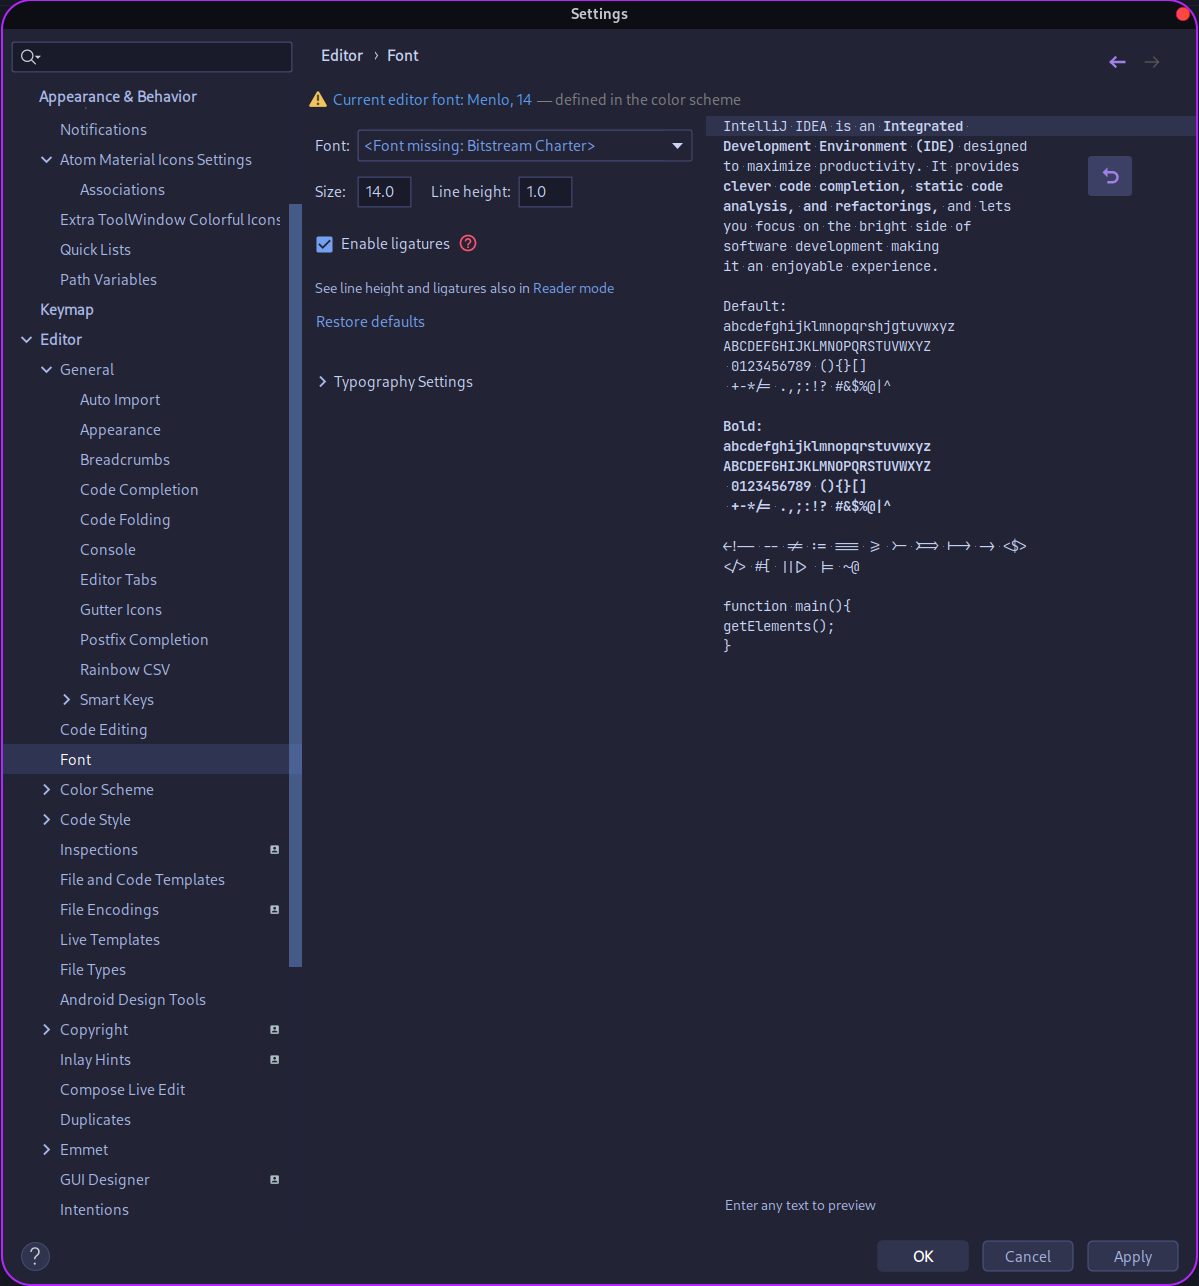 Settings
Editor › Font
Appearance & Behavior
Notifications
Atom Material Icons Settings
Associations
Extra ToolWindow Colorful Icons
Quick Lists
Path Variables
Keymap
Editor
General
Auto Import
Appearance
Breadcrumbs
Code Completion
Code Folding
Console
Editor Tabs
Gutter Icons
Postfix Completion
Rainbow CSV
Smart Keys
Code Editing
Font
Color Scheme
Code Style
Inspections
File and Code Templates
File Encodings
Live Templates
File Types
Android Design Tools
Copyright
Inlay Hints
Compose Live Edit
Duplicates
Emmet
GUI Designer
Intentions
Current editor font: Menlo, 14 — defined in the color scheme
Font: <Font missing: Bitstream Charter>
Size: 14.0 Line height: 1.0
Enable ligatures ?
See line height and ligatures also in Reader mode
Restore defaults
Typography Settings
IntelliJ IDEA is an Integrated
Development Environment (IDE) designed
to maximize productivity. It provides
clever code completion, static code
analysis, and refactorings, and lets
you focus on the bright side of
software development making
it an enjoyable experience.
Default:
abcdefghijklmnopqrshjgtuvwxyz
ABCDEFGHIJKLMNOPQRSTUVWXYZ
0123456789 (){}[]
+-*/= .,;:!? #&$%@|^
Bold:
abcdefghijklmnopqrstuvwxyz
ABCDEFGHIJKLMNOPQRSTUVWXYZ
0123456789 (){}[]
+-*/= .,;:!? #&$%@|^
<!-- -- != := === >= >- >=> |-> -> <$>
</> #[ ||> |= ~@
function main(){
getElements();
}
Enter any text to preview
?
OK Cancel Apply